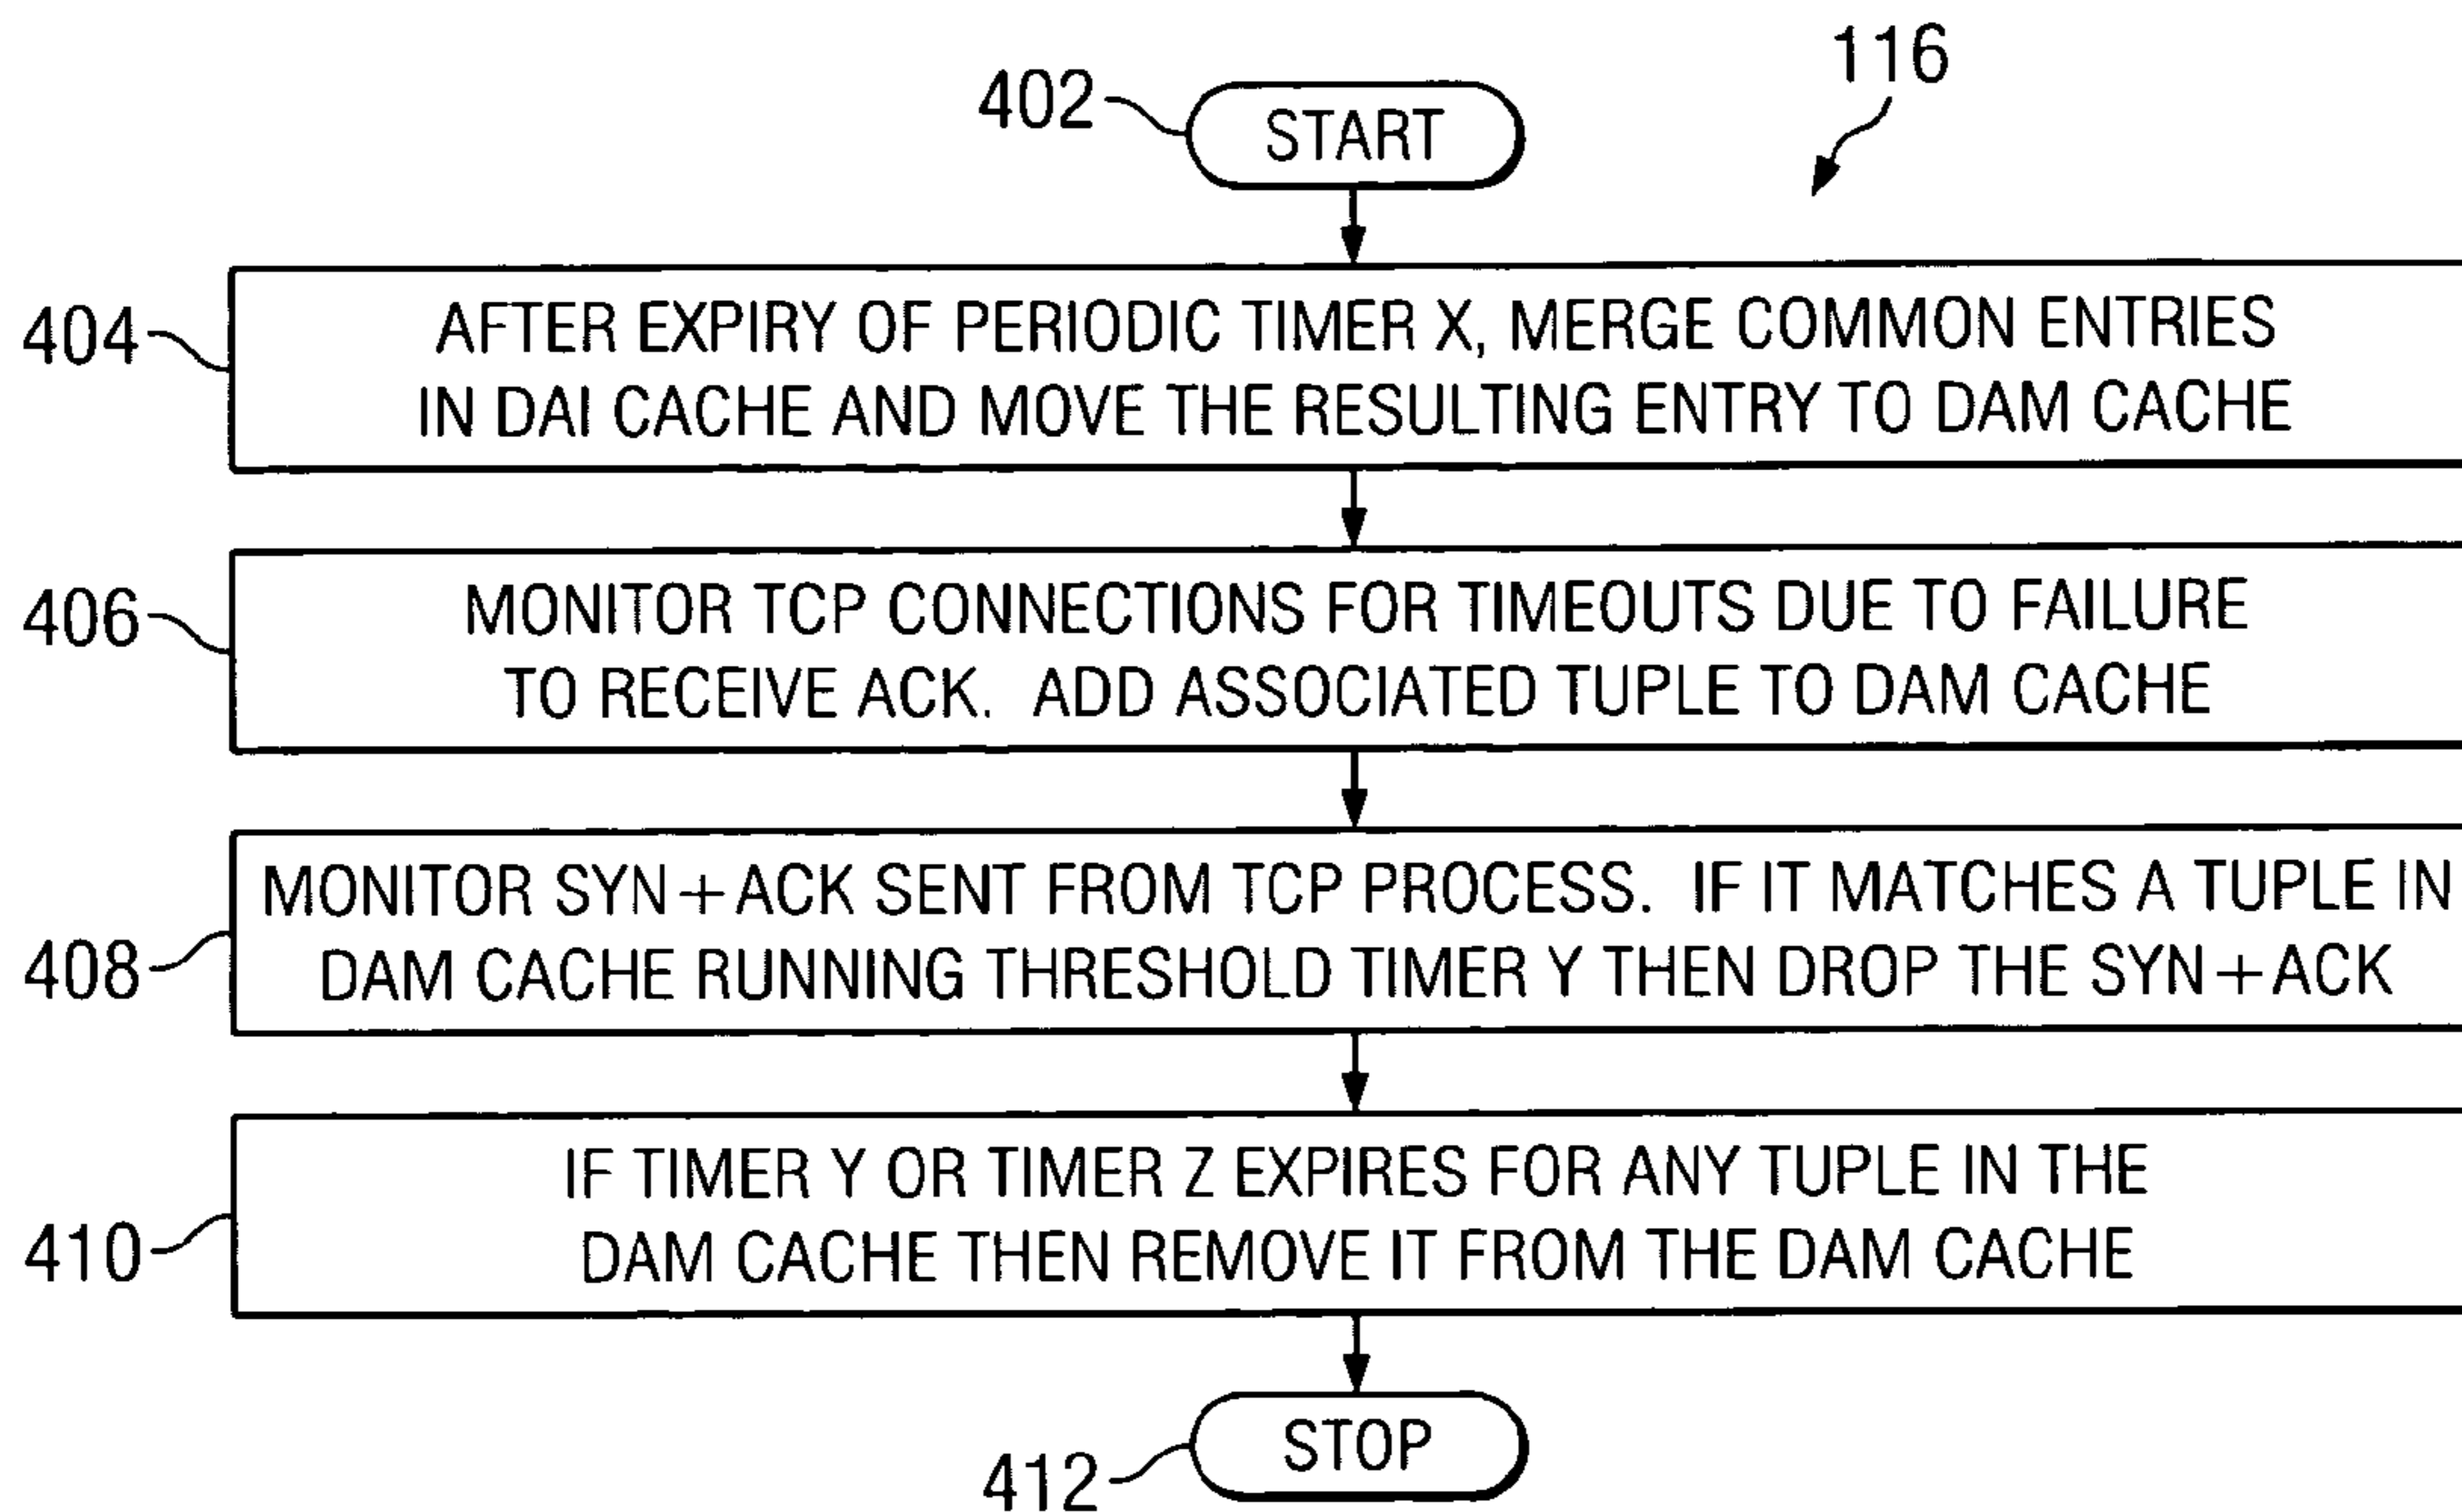 116
402
START
404
AFTER EXPIRY OF PERIODIC TIMER X, MERGE COMMON ENTRIES
IN DAI CACHE AND MOVE THE RESULTING ENTRY TO DAM CACHE
406
MONITOR TCP CONNECTIONS FOR TIMEOUTS DUE TO FAILURE
TO RECEIVE ACK. ADD ASSOCIATED TUPLE TO DAM CACHE
408
MONITOR SYN+ACK SENT FROM TCP PROCESS. IF IT MATCHES A TUPLE IN
DAM CACHE RUNNING THRESHOLD TIMER Y THEN DROP THE SYN+ACK
410
IF TIMER Y OR TIMER Z EXPIRES FOR ANY TUPLE IN THE
DAM CACHE THEN REMOVE IT FROM THE DAM CACHE
412
STOP